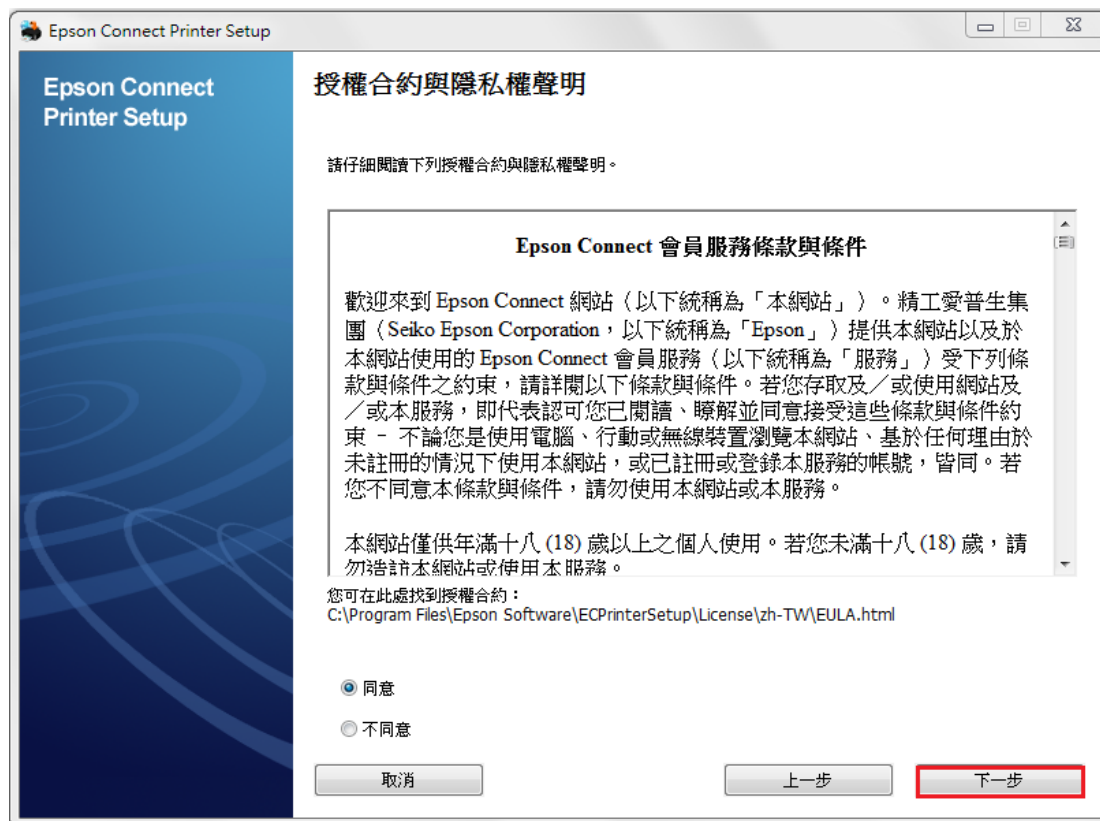 Epson Connect Printer Setup
Epson Connect
Printer Setup
授權合約與隱私權聲明
請仔細閱讀下列授權合約與隱私權聲明。
Epson Connect 會員服務條款與條件
歡迎來到 Epson Connect 網站（以下統稱為「本網站」）。精工愛普生集
團（Seiko Epson Corporation，以下統稱為「Epson」）提供本網站以及於
本網站使用的 Epson Connect 會員服務（以下統稱為「服務」）受下列條
款與條件之約束，請詳閱以下條款與條件。若您存取及／或使用網站及
／或本服務，即代表認可您已閱讀、瞭解並同意接受這些條款與條件約
束 - 不論您是使用電腦、行動或無線裝置瀏覽本網站、基於任何理由於
未註冊的情況下使用本網站，或已註冊或登錄本服務的帳號，皆同。若
您不同意本條款與條件，請勿使用本網站或本服務。
本網站僅供年滿十八 (18) 歲以上之個人使用。若您未滿十八 (18) 歲，請
勿造訪本網站或使用本服務。
您可在此處找到授權合約：
C:\Program Files\Epson Software\ECPrinterSetup\License\zh-TW\EULA.html
同意
不同意
取消
上一步
下一步